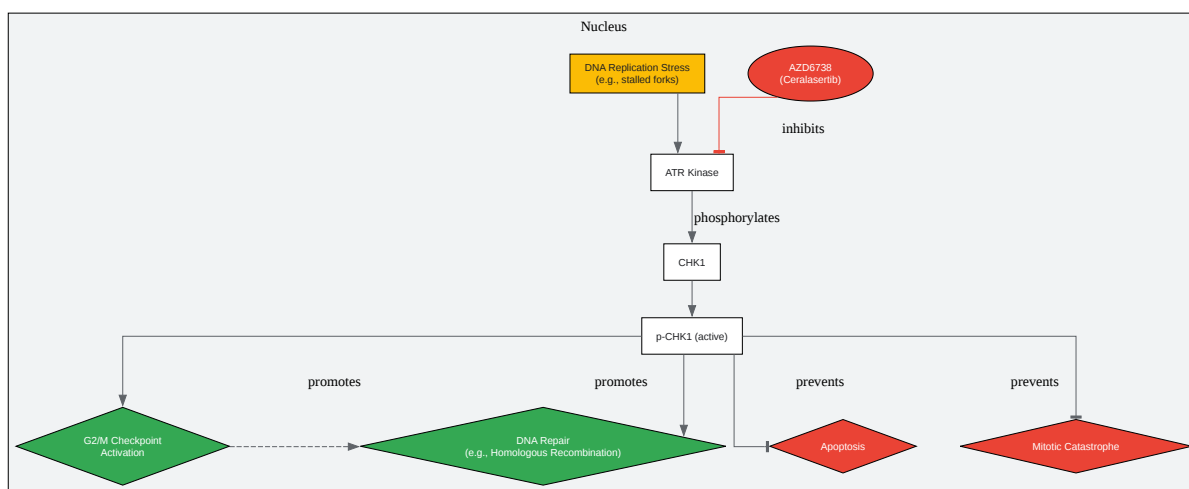 Nucleus
DNA Replication Stress
(e.g., stalled forks)
AZD6738
(Ceralasertib)
inhibits
ATR Kinase
phosphorylates
CHK1
p-CHK1 (active)
promotes
promotes
prevents
prevents
G2/M Checkpoint
Activation
DNA Repair
(e.g., Homologous Recombination)
Apoptosis
Mitotic Catastrophe